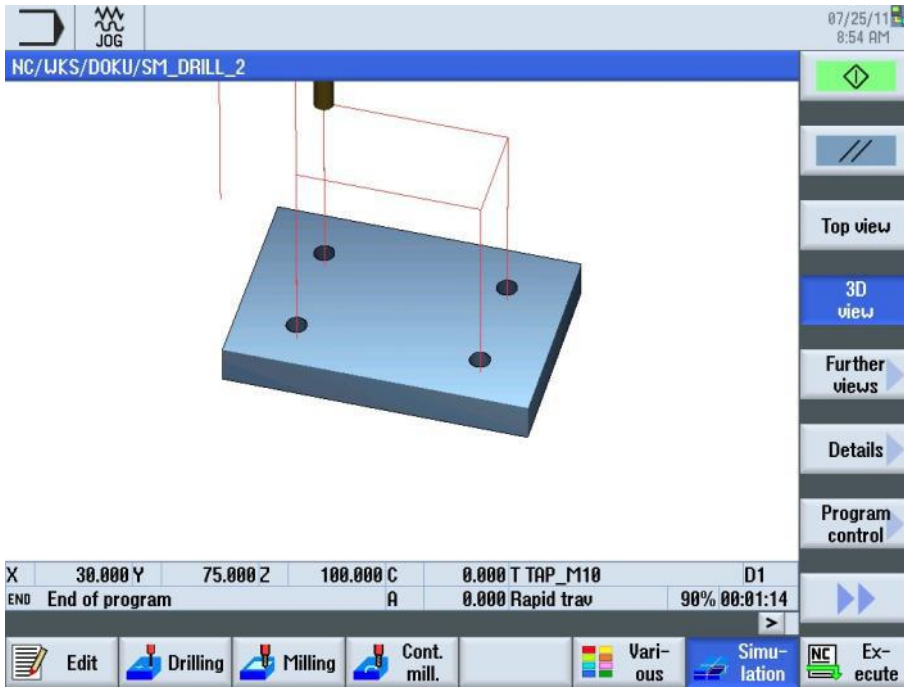 JOG
07/25/11
8:54 AM
NC/WKS/DOKU/SM_DRILL_2
Top view
3D
view
Further
views
Details
Program
control
X 30.000 Y 75.000 Z 100.000 C 0.000 T TAP_M10 D1
END End of program A 0.000 Rapid trav 90% 00:01:14
>
Edit
Drilling
Milling
Cont.
mill.
Vari-
ous
Simu-
lation
NC
Ex-
ecute